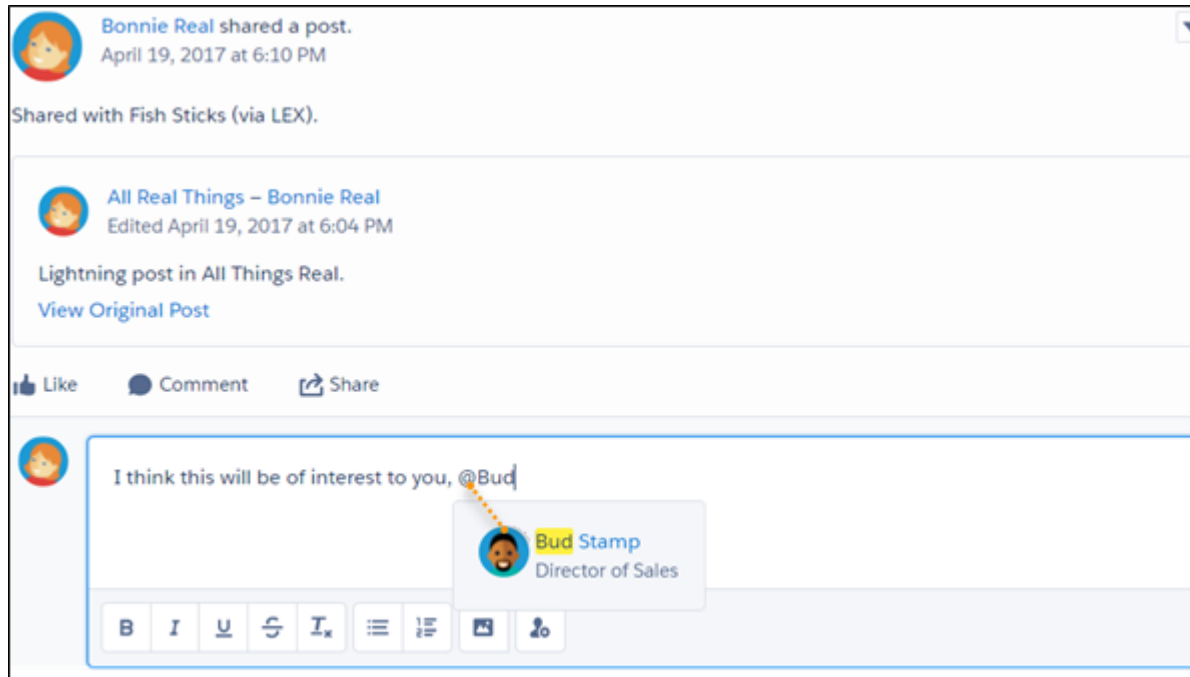 Bonnie Real shared a post.
April 19, 2017 at 6:10 PM
Shared with Fish Sticks (via LEX).
All Real Things – Bonnie Real
Edited April 19, 2017 at 6:04 PM
Lightning post in All Things Real.
View Original Post
Like Comment Share
I think this will be of interest to you, @Bud
Bud Stamp
Director of Sales